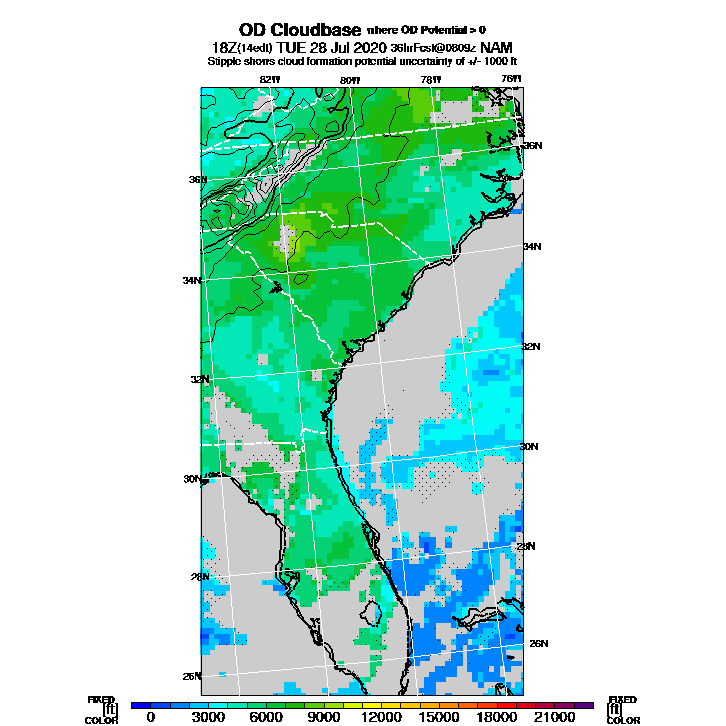 OD Cloudbase where OD Potential > 0
18Z(14edt) TUE 28 Jul 2020 36hrFcst@0809z NAM
Stipple shows cloud formation potential uncertainty of +/- 1000 ft
82W 80W 78W 76W
36N
36N
34N
34N
32N
32N
30N
30N
28N
28N
26N
26N
FIXED FIXED
[ft] 0 3000 6000 9000 12000 15000 18000 21000 [ft]
COLOR COLOR